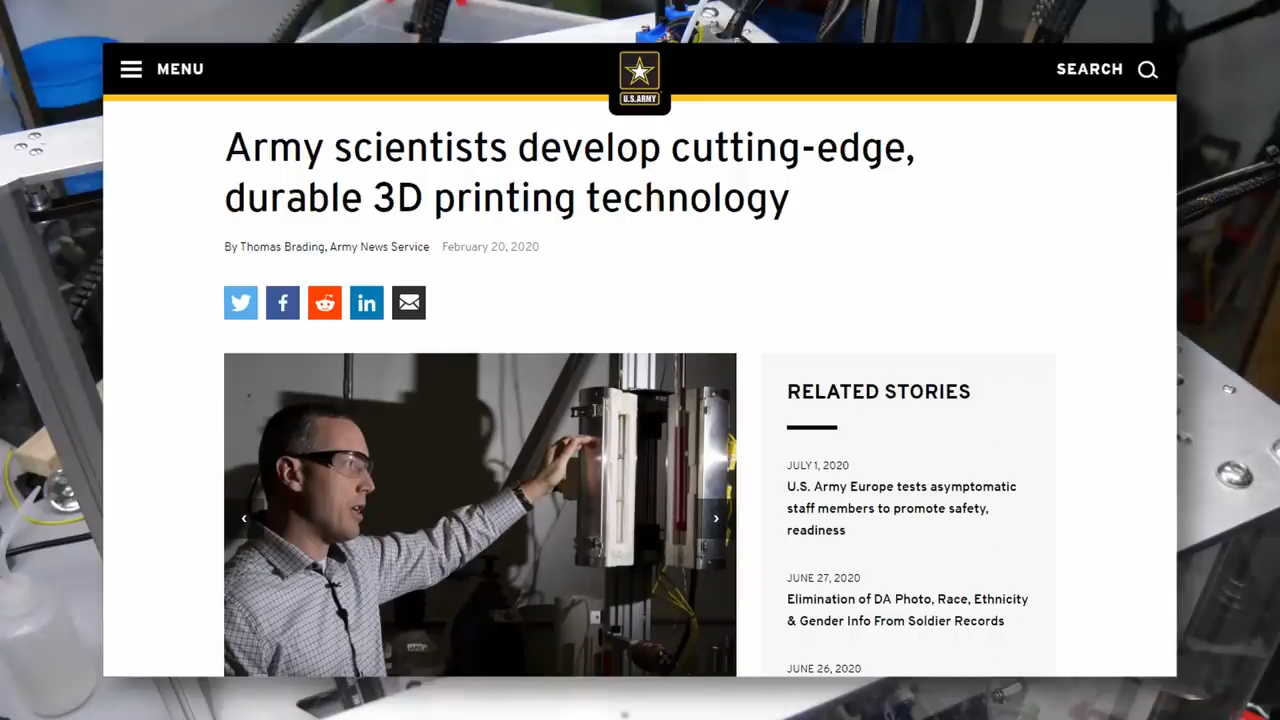 MENU
U.S.ARMY
SEARCH
Army scientists develop cutting-edge,
durable 3D printing technology
By Thomas Brading, Army News Service February 20, 2020
RELATED STORIES
JULY 1, 2020
U.S. Army Europe tests asymptomatic
staff members to promote safety,
readiness
JUNE 27, 2020
Elimination of DA Photo, Race, Ethnicity
& Gender Info From Soldier Records
JUNE 26, 2020
ARL